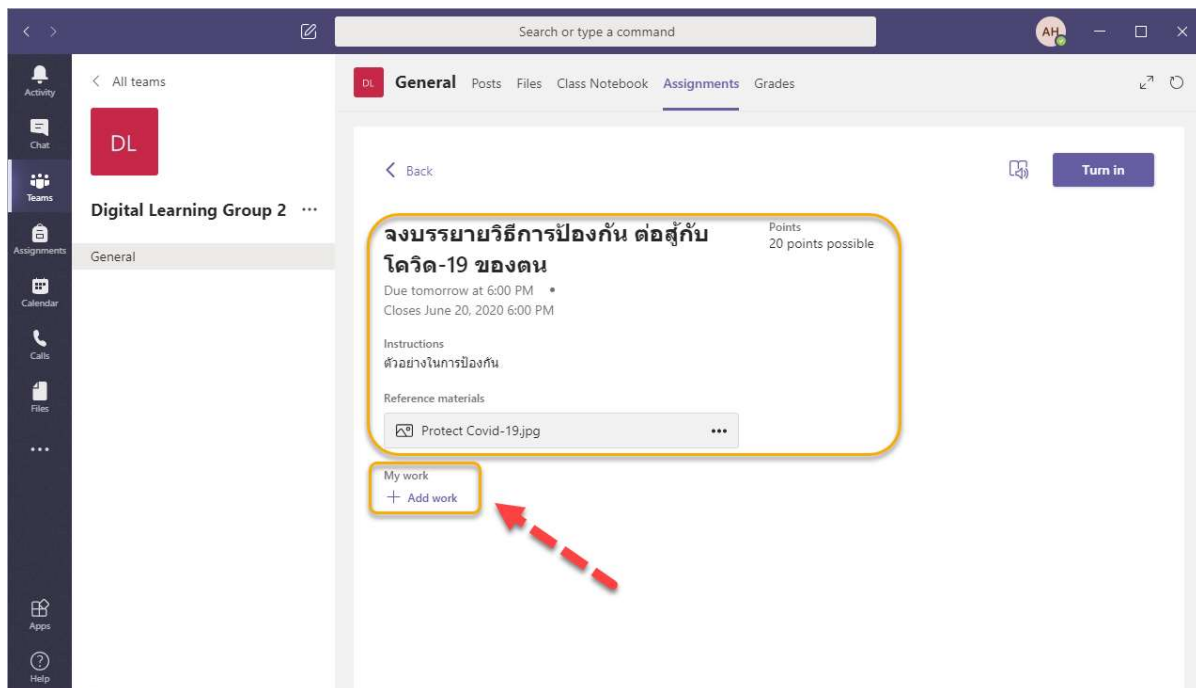 Search or type a command
AH
Activity
Chat
Teams
Assignments
Calendar
Calls
Files
Apps
Help
All teams
DL
Digital Learning Group 2
General
DL General Posts Files Class Notebook Assignments Grades
Back
Turn in
จงบรรยายวิธีการป้องกัน ต่อสู้กับ
โควิด-19 ของตน
Points
20 points possible
Due tomorrow at 6:00 PM •
Closes June 20, 2020 6:00 PM
Instructions
ตัวอย่างในการป้องกัน
Reference materials
Protect Covid-19.jpg
My work
+ Add work